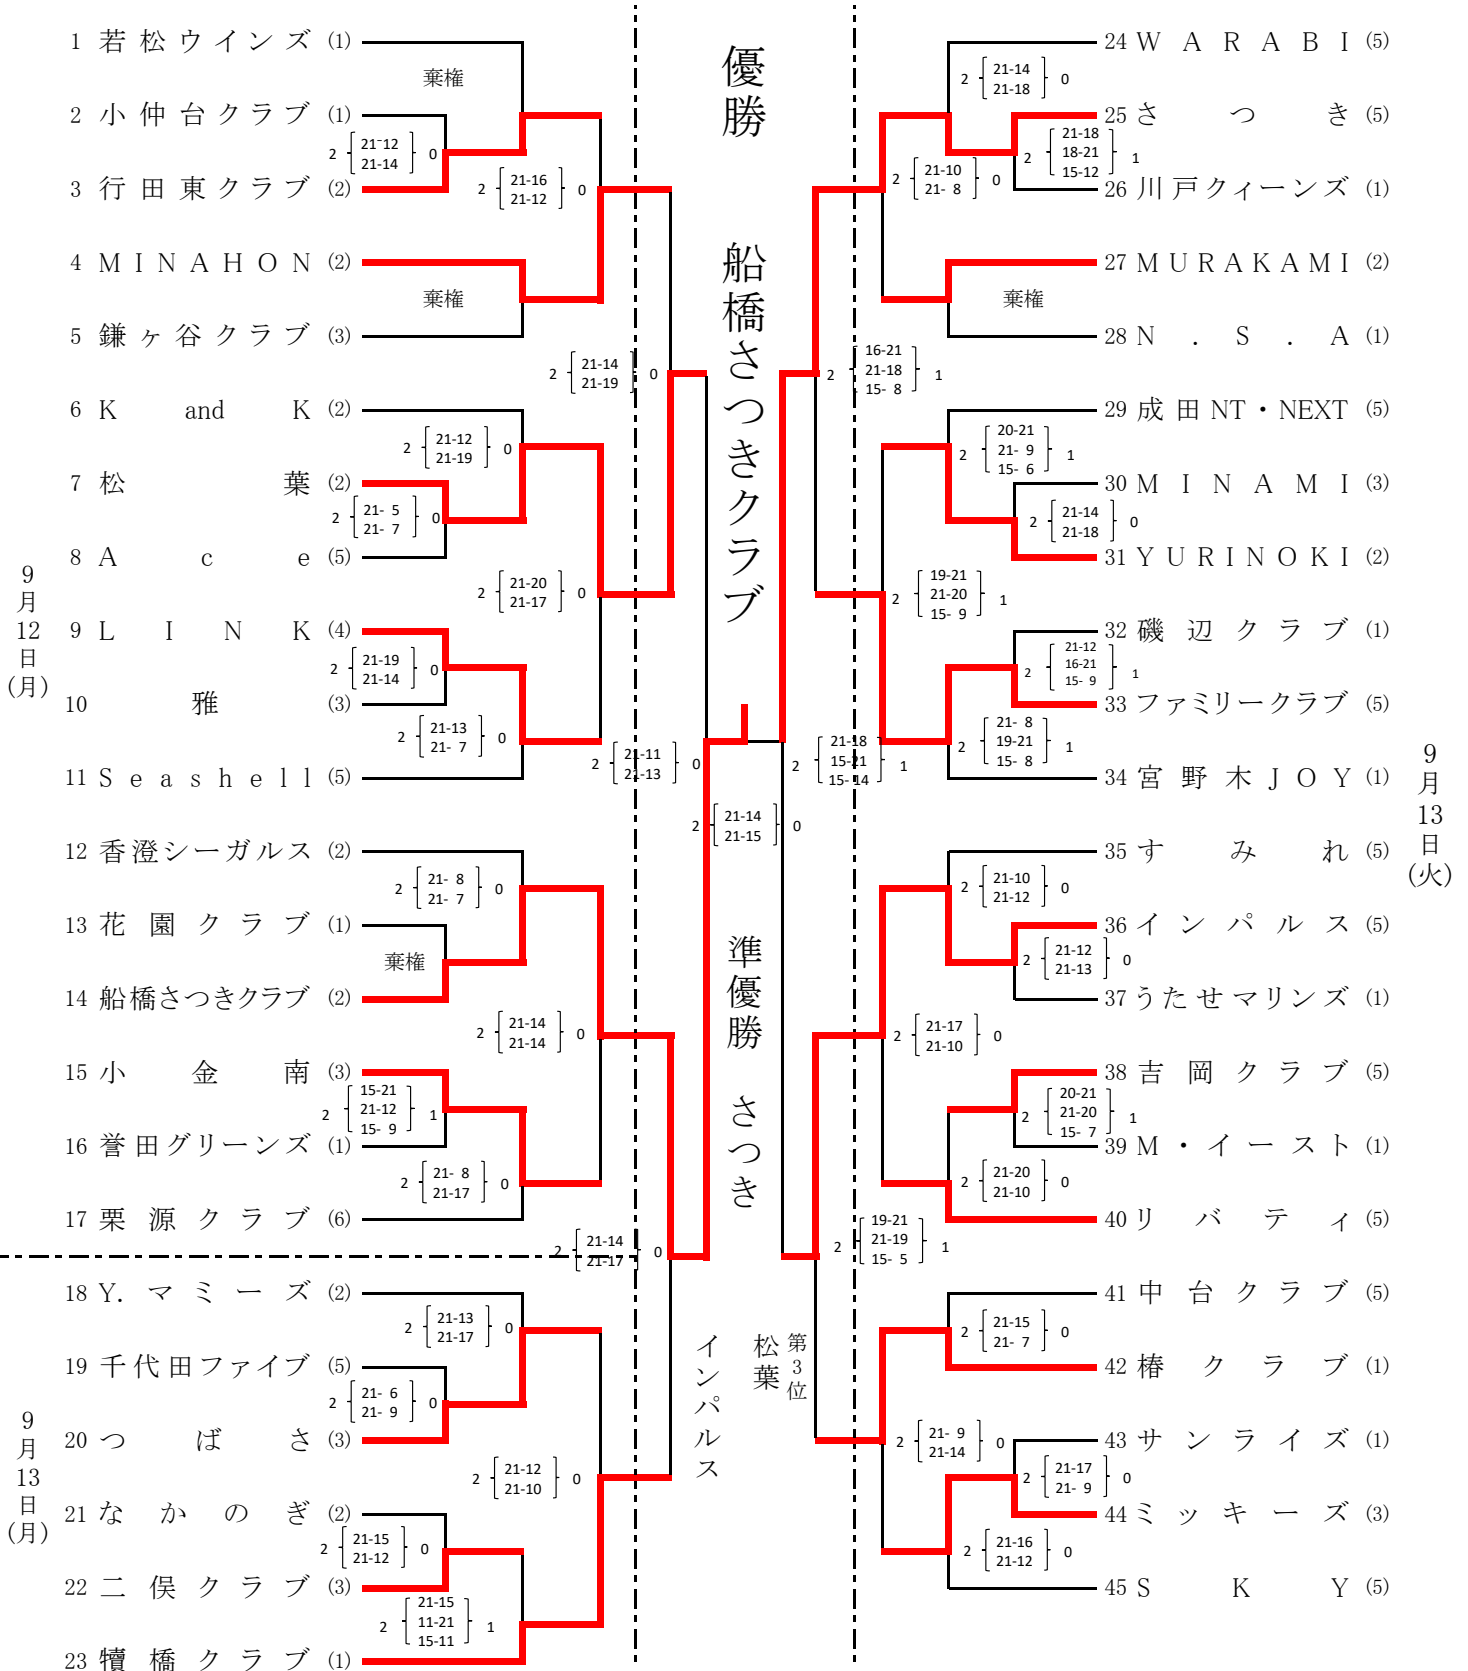 1 若松ウインズ (1)
棄権
2 小仲台クラブ (1)
2 21-12 0
21-14
3 行田東クラブ (2)
2 21-16 0
21-12
4 MINAHON (2)
棄権
5 鎌ヶ谷クラブ (3)
2 21-14 0
21-19
6 K and K (2)
2 21-12 0
21-19
7 松葉 (2)
2 21- 5 0
21- 7
8 Ace (5)
2 21-20 0
21-17
9 LINK (4)
2 21-19 0
21-14
10 雅 (3)
2 21-13 0
21- 7
11 Seashell (5)
2 21-11 0
21-13
12 香澄シーガルス (2)
2 21- 8 0
21- 7
13 花園クラブ (1)
棄権
14 船橋さつきクラブ (2)
2 21-14 0
21-14
15 小金南 (3)
2 15-21 1
21-12
15- 9
16 誉田グリーンズ (1)
2 21- 8 0
21-17
17 栗源クラブ (6)
2 21-14 0
21-17
18 Y.マミーズ (2)
2 21-13 0
21-17
19 千代田ファイブ (5)
2 21- 6 0
21- 9
20 つばさ (3)
2 21-12 0
21-10
21 なかのぎ (2)
2 21-15 0
21-12
22 二俣クラブ (3)
2 21-15 1
11-21
15-11
23 犢橋クラブ (1)
9月12日(月)
9月13日(月)
優勝 船橋さつきクラブ
2 21-14 0
21-15
準優勝 さつき
第3位
松葉
インパルス
24 WARABI (5)
2 21-14 0
21-18
25 さつき (5)
2 21-18 1
18-21
15-12
26 川戸クィーンズ (1)
2 21-10 0
21- 8
27 MURAKAMI (2)
棄権
28 N.S.A (1)
2 16-21 1
21-18
15- 8
29 成田NT・NEXT (5)
2 20-21 1
21- 9
15- 6
30 MINAMI (3)
2 21-14 0
21-18
31 YURINOKI (2)
2 19-21 1
21-20
15- 9
32 磯辺クラブ (1)
2 21-12 1
16-21
15- 9
33 ファミリークラブ (5)
2 21- 8 1
19-21
15- 8
34 宮野木JOY (1)
2 21-18 1
15-21
15-14
35 すみれ (5)
2 21-10 0
21-12
36 インパルス (5)
2 21-12 0
21-13
37 うたせマリンズ (1)
2 21-17 0
21-10
38 吉岡クラブ (5)
2 20-21 1
21-20
15- 7
39 M・イースト (1)
2 21-20 0
21-10
40 リバティ (5)
2 19-21 1
21-19
15- 5
41 中台クラブ (5)
2 21-15 0
21- 7
42 椿クラブ (1)
2 21- 9 0
21-14
43 サンライズ (1)
2 21-17 0
21- 9
44 ミッキーズ (3)
2 21-16 0
21-12
45 SKY (5)
9月13日(火)